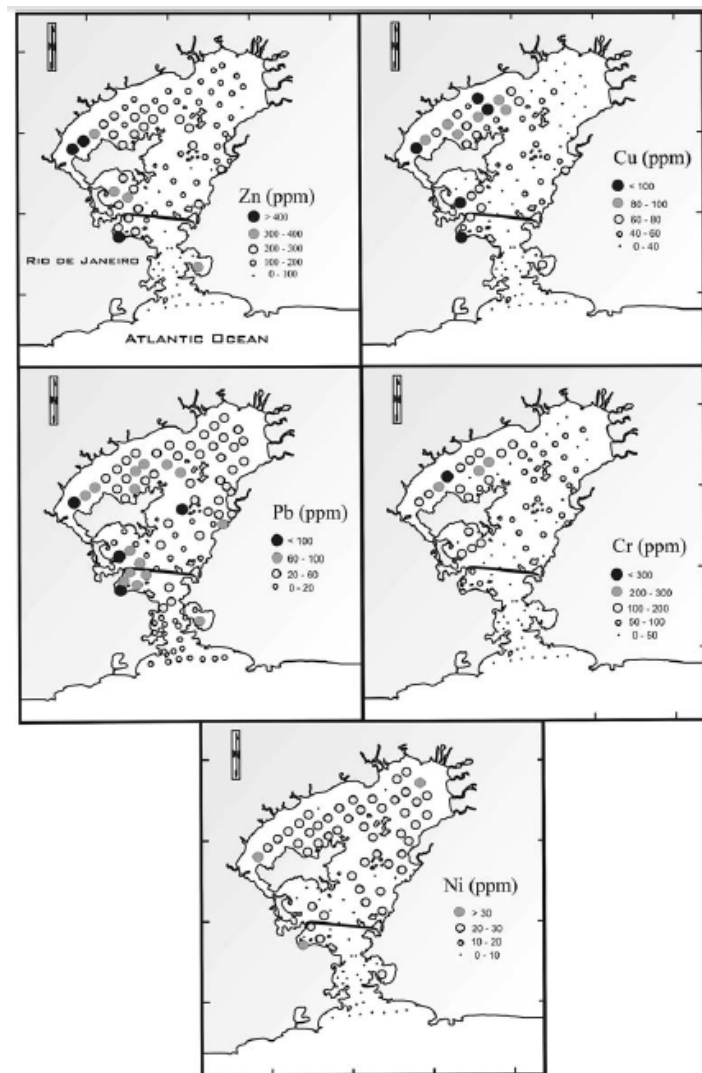 N
N
Zn (ppm)
> 400
300 - 400
200 - 300
100 - 200
0 - 100
RIO DE JANEIRO
ATLANTIC OCEAN
Cu (ppm)
< 100
80 - 100
60 - 80
40 - 60
0 - 40
N
N
Pb (ppm)
< 100
60 - 100
20 - 60
0 - 20
Cr (ppm)
< 300
200 - 300
100 - 200
50 - 100
0 - 50
N
Ni (ppm)
> 30
20 - 30
10 - 20
0 - 10